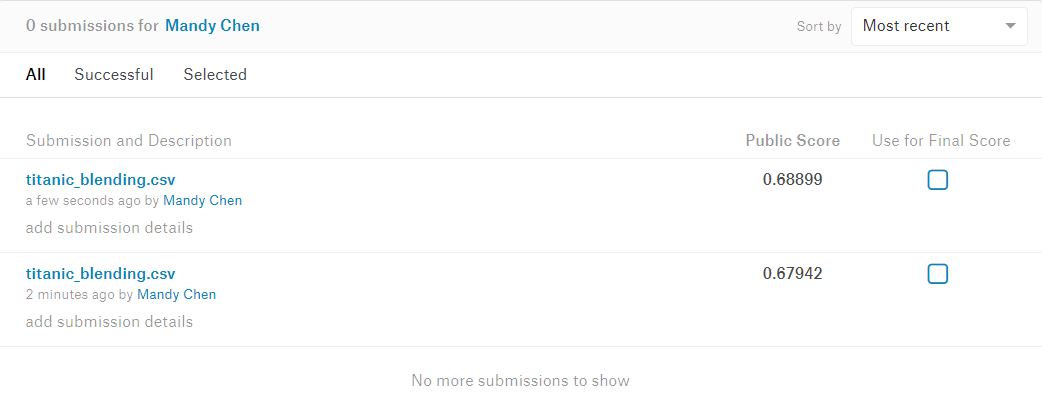 0 submissions for Mandy Chen
Sort by Most recent
All Successful Selected
Submission and Description Public Score Use for Final Score
titanic_blending.csv 0.68899
a few seconds ago by Mandy Chen
add submission details
titanic_blending.csv 0.67942
2 minutes ago by Mandy Chen
add submission details
No more submissions to show